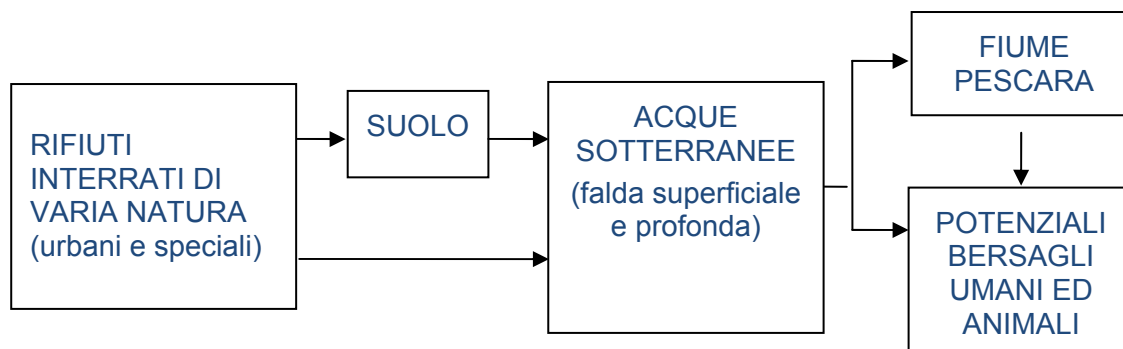 RIFIUTI
INTERRATI DI
VARIA NATURA
(urbani e speciali)
SUOLO
ACQUE
SOTTERRANEE
(falda superficiale
e profonda)
FIUME
PESCARA
POTENZIALI
BERSAGLI
UMANI ED
ANIMALI